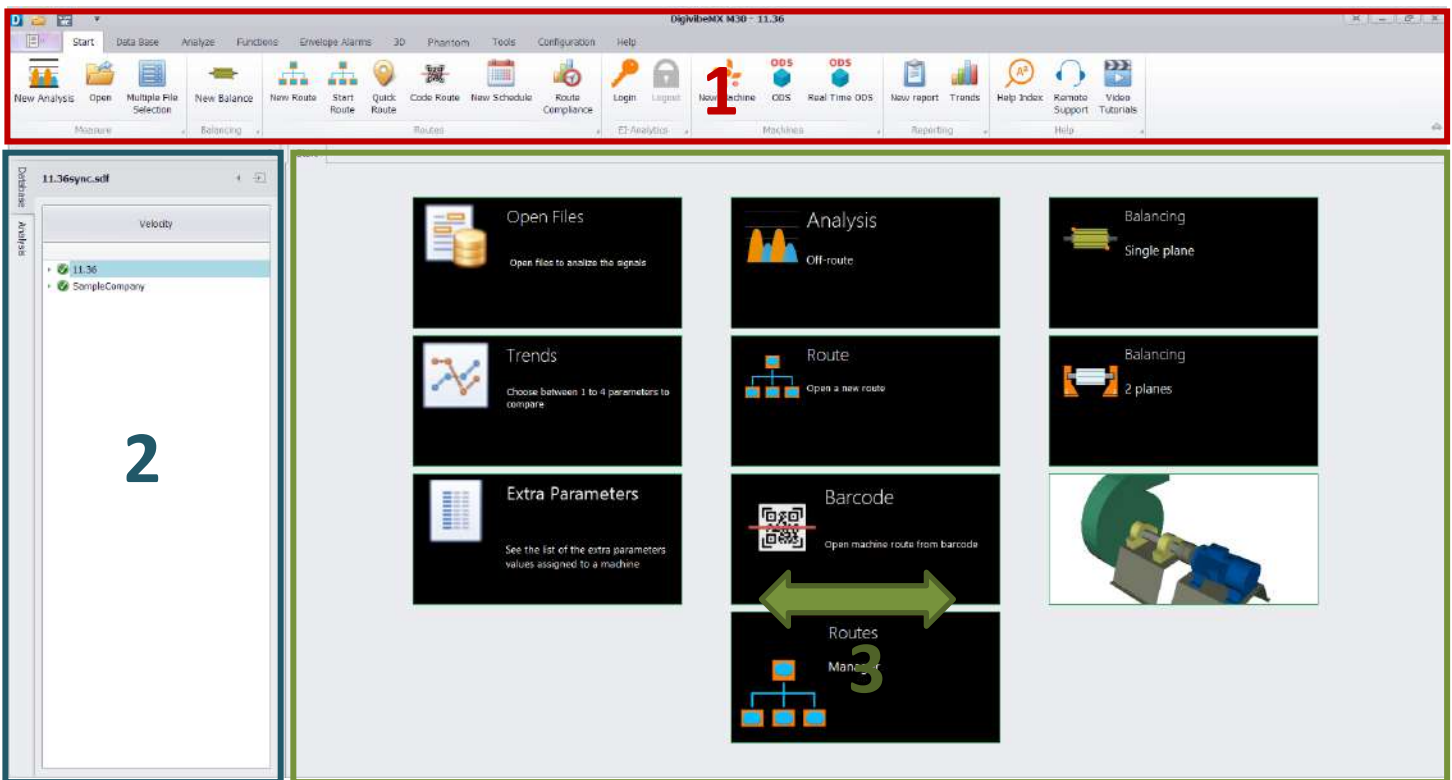 DigivibeMX M30 - 11.36
Start Data Base Analyze Functions Envelope Alarms 3D Phantom Tools Configuration Help
New Analysis Open Multiple File Selection New Balance New Route Start Route Quick Route Code Route New Schedule Route Compliance Login Logout New Machine ODS ODS ODS Real Time ODS New report Trends A² Help Index Remote Support Video Tutorials
Measure Balancing Routes EI-Analytics Machines Reporting Help
1
Database
Analysis
11.36sync.sdf
Velocity
11.36
SampleCompany
2
Start
Open Files
Open files to analize the signals
Analysis
Off-route
Balancing
Single plane
Trends
Choose between 1 to 4 parameters to
compare
Route
Open a new route
Balancing
2 planes
Extra Parameters
See the list of the extra parameters
values assigned to a machine
Barcode
Open machine route from barcode
Routes
Manager
3